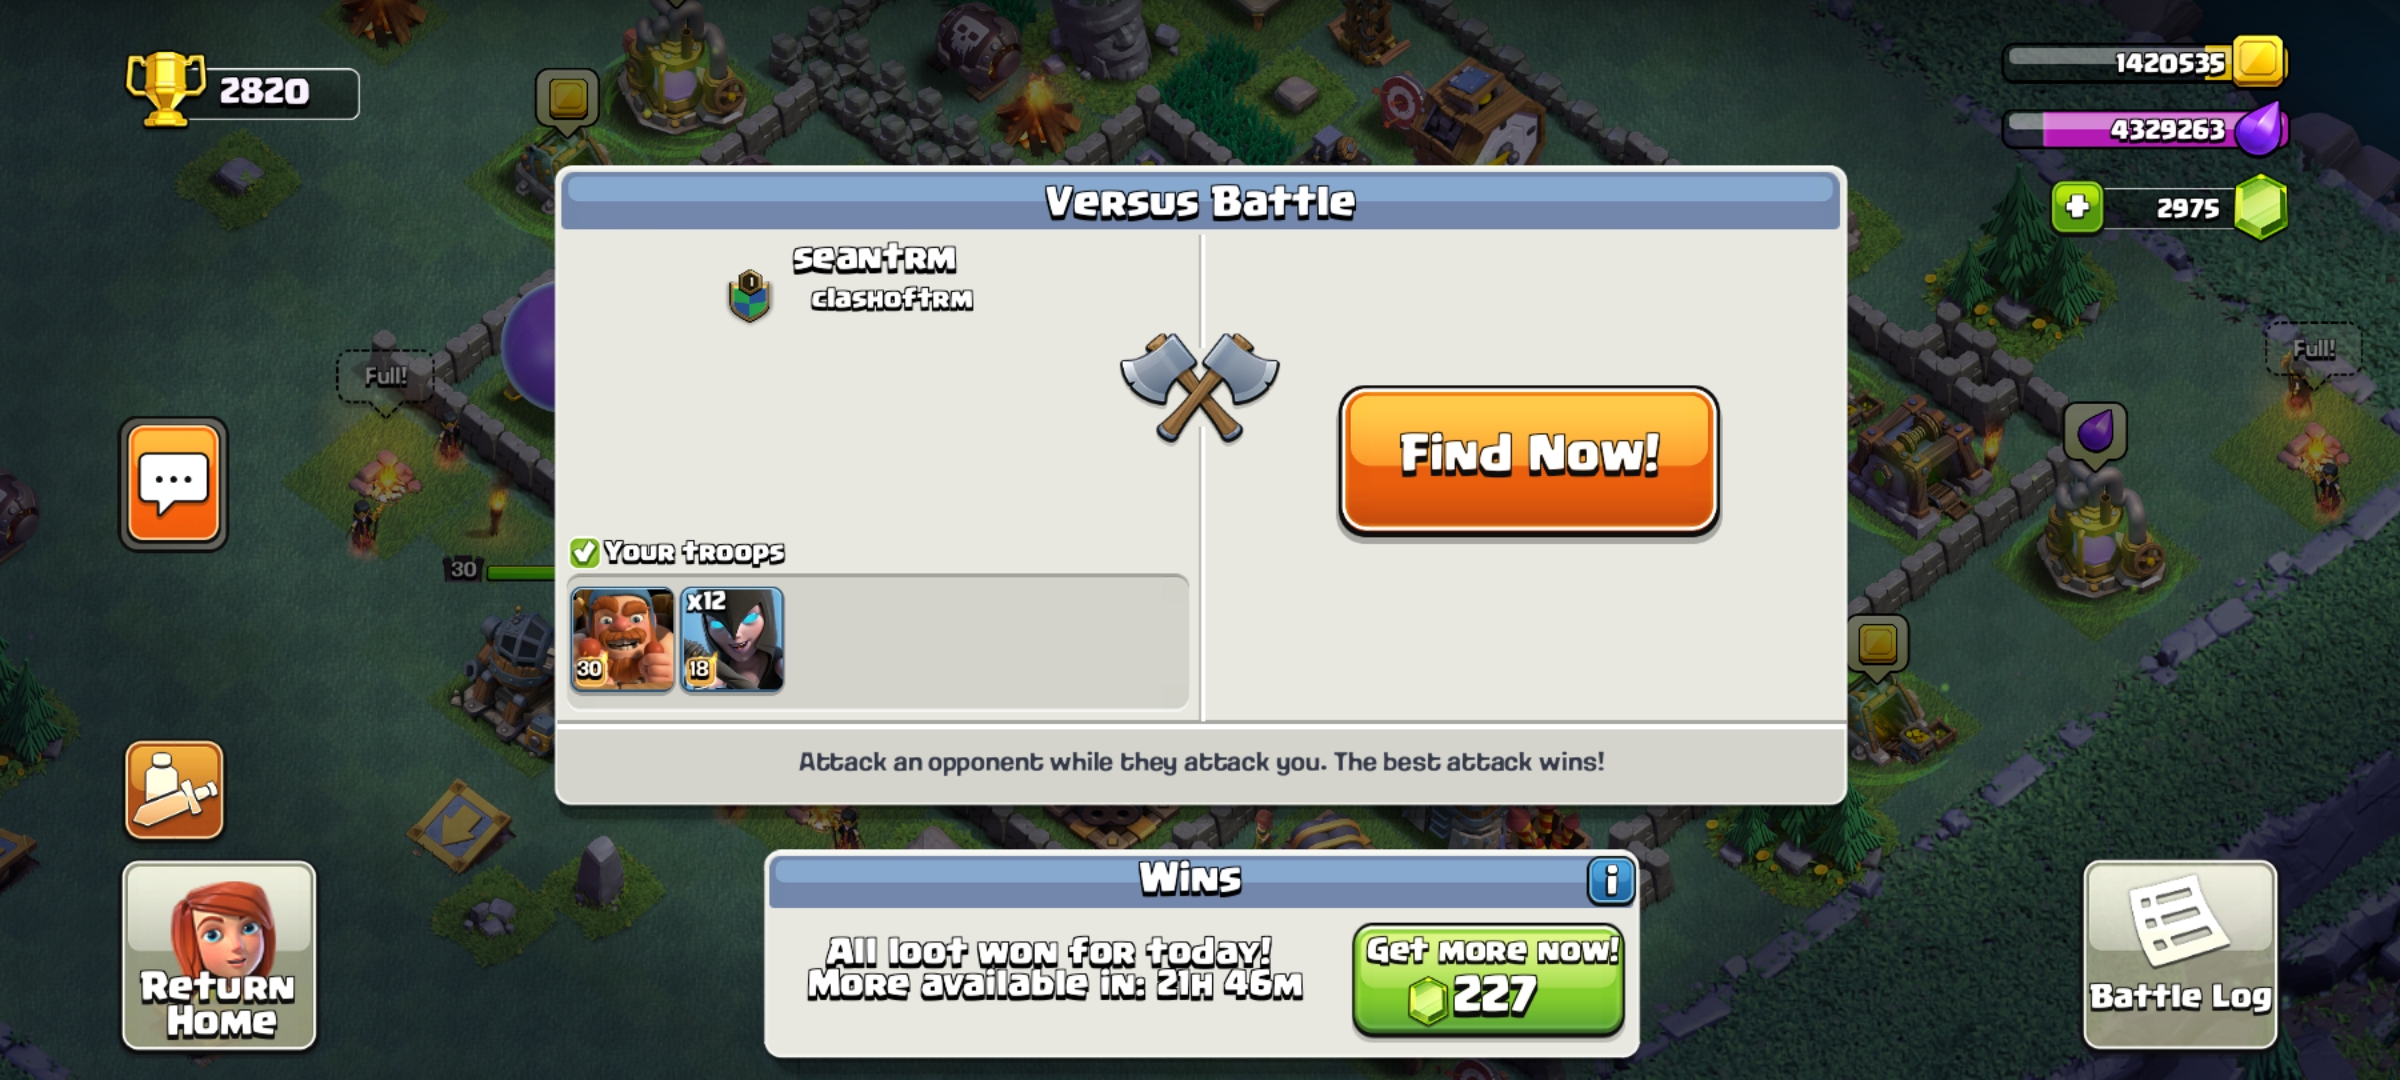 2820
1420535
4329263
2975
Versus Battle
seantrm
clashoftrm
Full!
Full!
Find Now!
30
Your troops
x12
30
18
Attack an opponent while they attack you. The best attack wins!
Wins
i
All loot won for today!
More available in: 21H 46M
Get more now!
227
Return
Home
Battle Log